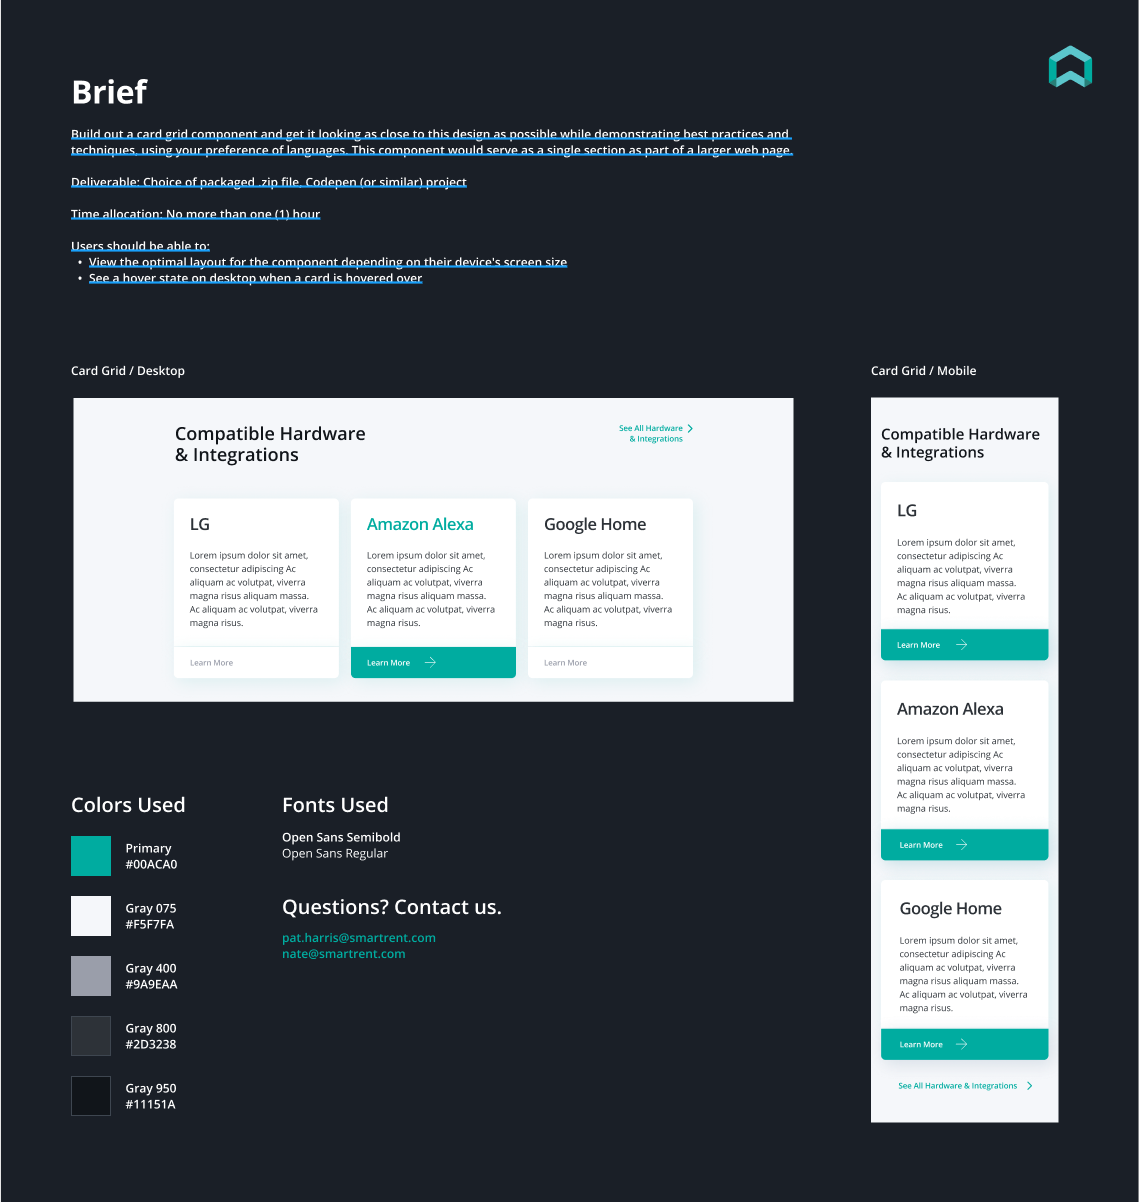 Brief
Build out a card grid component and get it looking as close to this design as possible while demonstrating best practices and
techniques, using your preference of languages. This component would serve as a single section as part of a larger web page.
Deliverable: Choice of packaged .zip file, Codepen (or similar) project
Time allocation: No more than one (1) hour
Users should be able to:
• View the optimal layout for the component depending on their device's screen size
• See a hover state on desktop when a card is hovered over
Card Grid / Desktop
Compatible Hardware
& Integrations
See All Hardware
& Integrations
LG
Lorem ipsum dolor sit amet,
consectetur adipiscing Ac
aliquam ac volutpat, viverra
magna risus aliquam massa.
Ac aliquam ac volutpat, viverra
magna risus.
Learn More
Amazon Alexa
Lorem ipsum dolor sit amet,
consectetur adipiscing Ac
aliquam ac volutpat, viverra
magna risus aliquam massa.
Ac aliquam ac volutpat, viverra
magna risus.
Learn More
Google Home
Lorem ipsum dolor sit amet,
consectetur adipiscing Ac
aliquam ac volutpat, viverra
magna risus aliquam massa.
Ac aliquam ac volutpat, viverra
magna risus.
Learn More
Card Grid / Mobile
Compatible Hardware
& Integrations
LG
Lorem ipsum dolor sit amet,
consectetur adipiscing Ac
aliquam ac volutpat, viverra
magna risus aliquam massa.
Ac aliquam ac volutpat, viverra
magna risus.
Learn More
Amazon Alexa
Lorem ipsum dolor sit amet,
consectetur adipiscing Ac
aliquam ac volutpat, viverra
magna risus aliquam massa.
Ac aliquam ac volutpat, viverra
magna risus.
Learn More
Google Home
Lorem ipsum dolor sit amet,
consectetur adipiscing Ac
aliquam ac volutpat, viverra
magna risus aliquam massa.
Ac aliquam ac volutpat, viverra
magna risus.
Learn More
See All Hardware & Integrations
Colors Used
Primary
#00ACA0
Gray 075
#F5F7FA
Gray 400
#9A9EAA
Gray 800
#2D3238
Gray 950
#11151A
Fonts Used
Open Sans Semibold
Open Sans Regular
Questions? Contact us.
pat.harris@smartrent.com
nate@smartrent.com